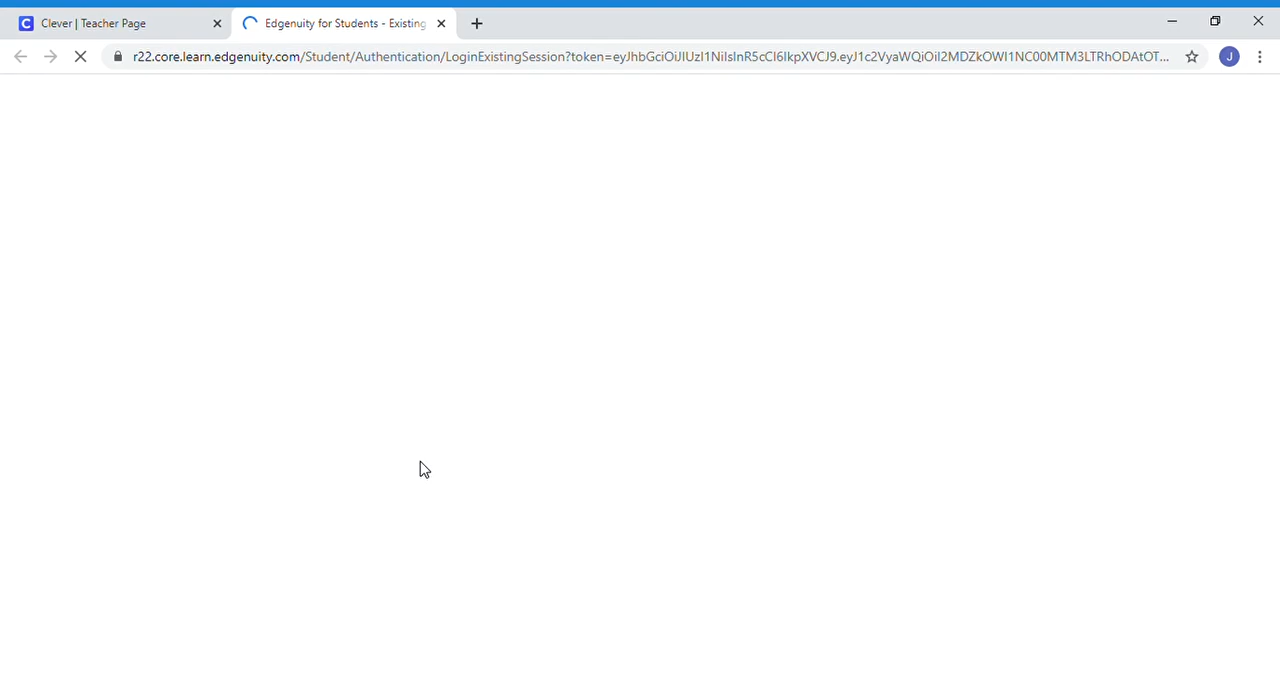 C Clever | Teacher Page
Edgenuity for Students - Existing
r22.core.learn.edgenuity.com/Student/Authentication/LoginExistingSession?token=eyJhbGciOiJIUzI1NiIsInR5cCI6IkpXVCJ9.eyJ1c2VyaWQiOiI2MDZkOWI1NC00MTM3LTRhODAtOT...
J